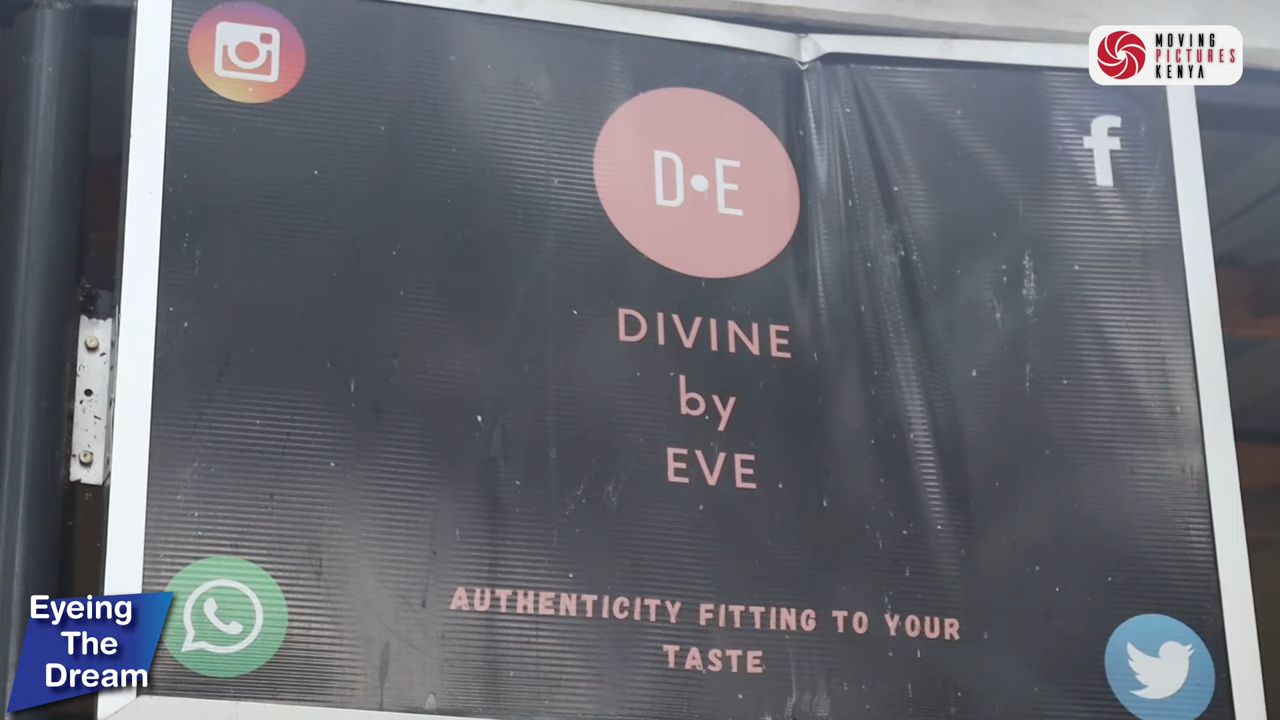 MOVING
PICTURES
KENYA
f
D•E
DIVINE
by
EVE
AUTHENTICITY FITTING TO YOUR
TASTE
Eyeing
The
Dream